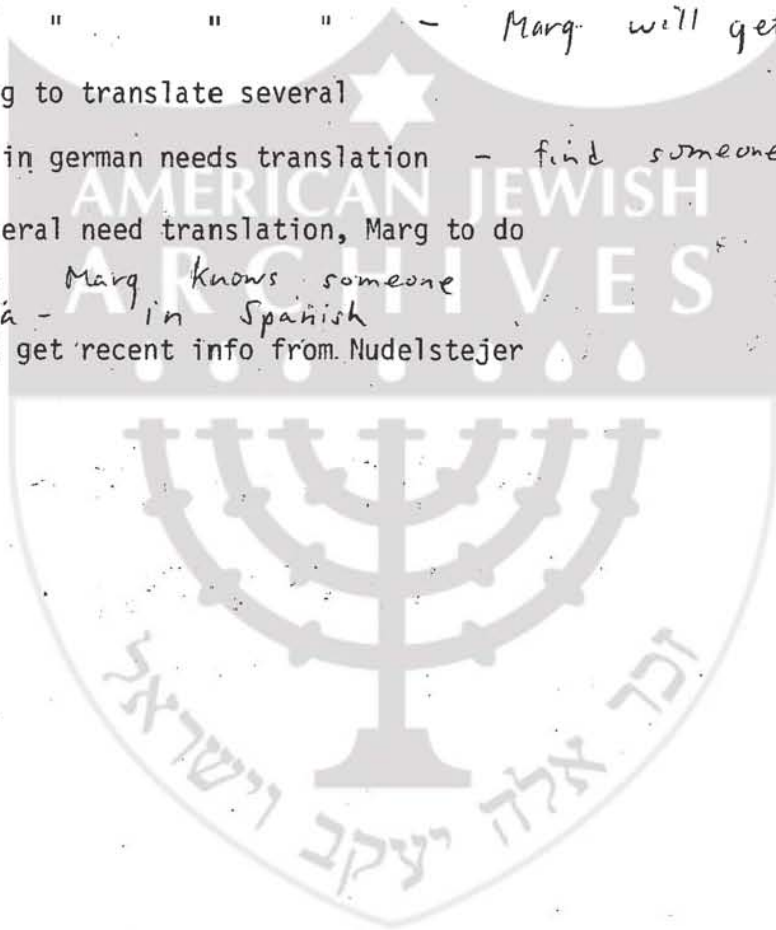 " " " - Marg will get
g to translate several
in german needs translation - find someone
eral need translation, Marg to do
Marg knows someone
a - in Spanish
get recent info from Nudelstejer
AMERICAN JEWISH
ARCHIVES
זכר אלה יעקב וישראל